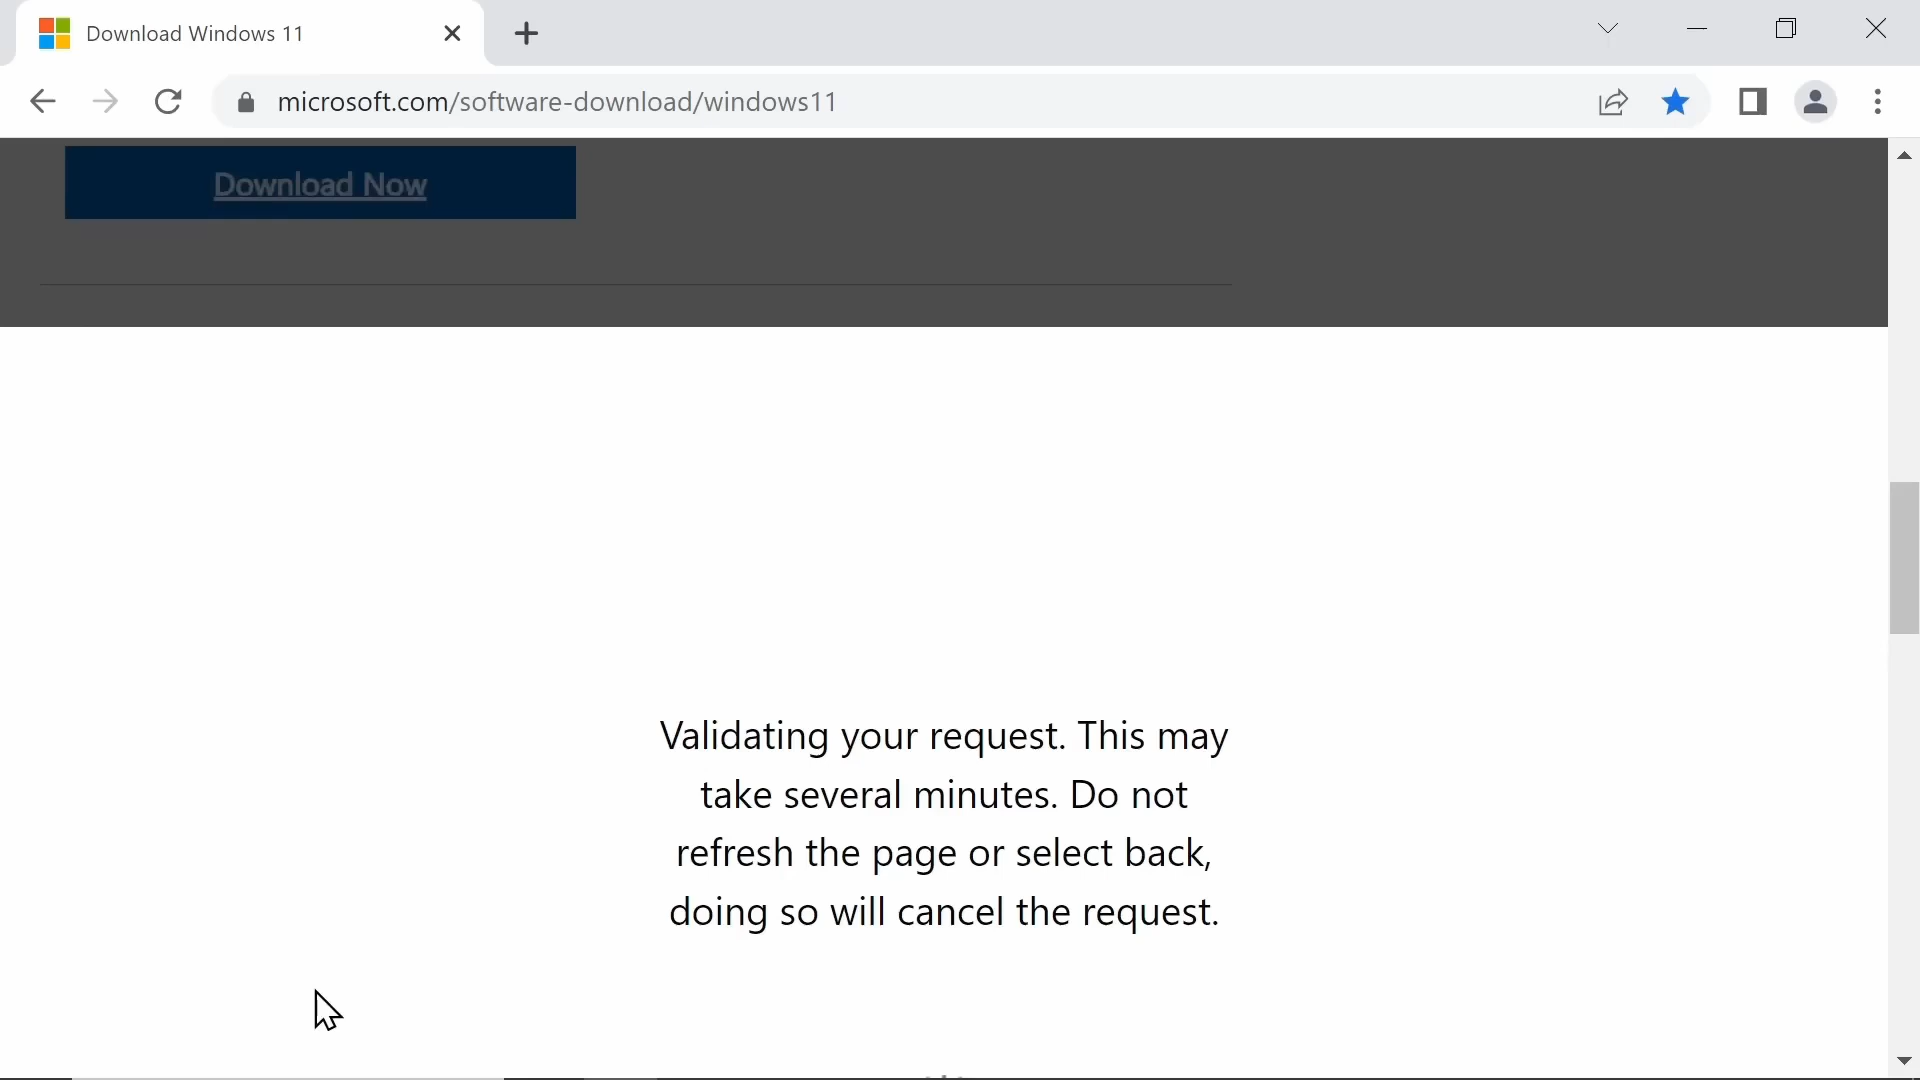 Download Windows 11
microsoft.com/software-download/windows11
Download Now
Validating your request. This may
take several minutes. Do not
refresh the page or select back,
doing so will cancel the request.